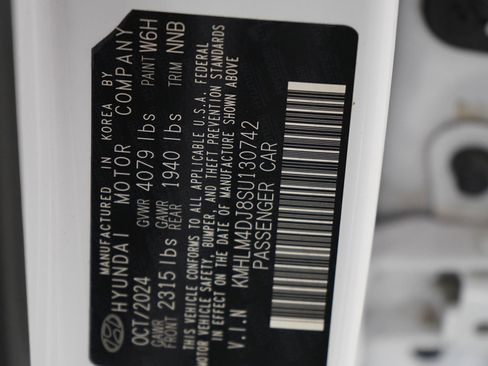 MANUFACTURED IN KOREA BY
HYUNDAI MOTOR COMPANY
OCT/2024 GVWR 4079 lbs PAINT W6H
GAWR FRONT 2315 lbs GAWR REAR 1940 lbs TRIM NNB
THIS VEHICLE CONFORMS TO ALL APPLICABLE U.S.A. FEDERAL
MOTOR VEHICLE SAFETY, BUMPER, AND THEFT PREVENTION STANDARDS
IN EFFECT ON THE DATE OF MANUFACTURE SHOWN ABOVE
V.I.N KMHLM4DJ8SU130742
PASSENGER CAR